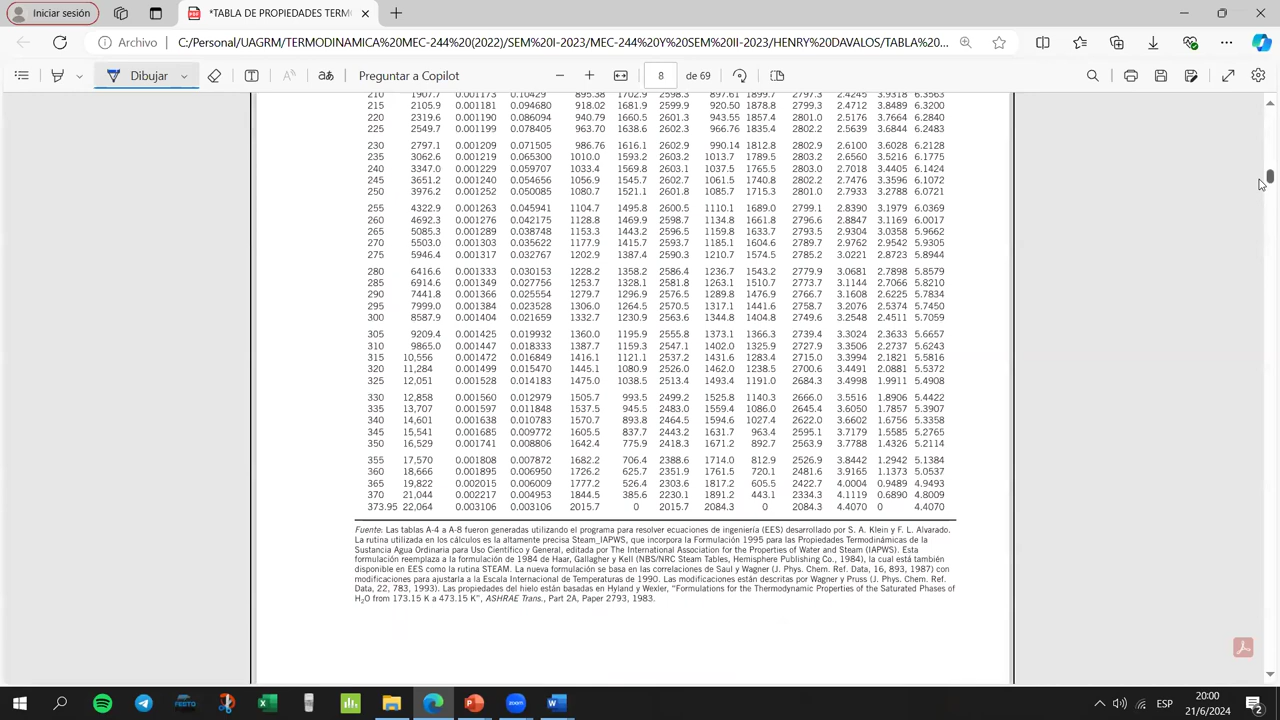 Iniciar sesión
*TABLA DE PROPIEDADES TERM
Archivo C:/Personal/UAGRM/TERMODINAMICA%20MEC-244%20(2022)/SEM%20I-2023/MEC-244%20Y%20SEM%20II-2023/HENRY%20DAVALOS/TABLA%20...
Dibujar Preguntar a Copilot 8 de 69
210 1907.7 0.001173 0.10429 895.38 1702.9 2598.3 897.61 1899.7 2797.3 2.4245 3.9318 6.3563
215 2105.9 0.001181 0.094680 918.02 1681.9 2599.9 920.50 1878.8 2799.3 2.4712 3.8489 6.3200
220 2319.6 0.001190 0.086094 940.79 1660.5 2601.3 943.55 1857.4 2801.0 2.5176 3.7664 6.2840
225 2549.7 0.001199 0.078405 963.70 1638.6 2602.3 966.76 1835.4 2802.2 2.5639 3.6844 6.2483
230 2797.1 0.001209 0.071505 986.76 1616.1 2602.9 990.14 1812.8 2802.9 2.6100 3.6028 6.2128
235 3062.6 0.001219 0.065300 1010.0 1593.2 2603.2 1013.7 1789.5 2803.2 2.6560 3.5216 6.1775
240 3347.0 0.001229 0.059707 1033.4 1569.8 2603.1 1037.5 1765.5 2803.0 2.7018 3.4405 6.1424
245 3651.2 0.001240 0.054656 1056.9 1545.7 2602.7 1061.5 1740.8 2802.2 2.7476 3.3596 6.1072
250 3976.2 0.001252 0.050085 1080.7 1521.1 2601.8 1085.7 1715.3 2801.0 2.7933 3.2788 6.0721
255 4322.9 0.001263 0.045941 1104.7 1495.8 2600.5 1110.1 1689.0 2799.1 2.8390 3.1979 6.0369
260 4692.3 0.001276 0.042175 1128.8 1469.9 2598.7 1134.8 1661.8 2796.6 2.8847 3.1169 6.0017
265 5085.3 0.001289 0.038748 1153.3 1443.2 2596.5 1159.8 1633.7 2793.5 2.9304 3.0358 5.9662
270 5503.0 0.001303 0.035622 1177.9 1415.7 2593.7 1185.1 1604.6 2789.7 2.9762 2.9542 5.9305
275 5946.4 0.001317 0.032767 1202.9 1387.4 2590.3 1210.7 1574.5 2785.2 3.0221 2.8723 5.8944
280 6416.6 0.001333 0.030153 1228.2 1358.2 2586.4 1236.7 1543.2 2779.9 3.0681 2.7898 5.8579
285 6914.6 0.001349 0.027756 1253.7 1328.1 2581.8 1263.1 1510.7 2773.7 3.1144 2.7066 5.8210
290 7441.8 0.001366 0.025554 1279.7 1296.9 2576.5 1289.8 1476.9 2766.7 3.1608 2.6225 5.7834
295 7999.0 0.001384 0.023528 1306.0 1264.5 2570.5 1317.1 1441.6 2758.7 3.2076 2.5374 5.7450
300 8587.9 0.001404 0.021659 1332.7 1230.9 2563.6 1344.8 1404.8 2749.6 3.2548 2.4511 5.7059
305 9209.4 0.001425 0.019932 1360.0 1195.9 2555.8 1373.1 1366.3 2739.4 3.3024 2.3633 5.6657
310 9865.0 0.001447 0.018333 1387.7 1159.3 2547.1 1402.0 1325.9 2727.9 3.3506 2.2737 5.6243
315 10,556 0.001472 0.016849 1416.1 1121.1 2537.2 1431.6 1283.4 2715.0 3.3994 2.1821 5.5816
320 11,284 0.001499 0.015470 1445.1 1080.9 2526.0 1462.0 1238.5 2700.6 3.4491 2.0881 5.5372
325 12,051 0.001528 0.014183 1475.0 1038.5 2513.4 1493.4 1191.0 2684.3 3.4998 1.9911 5.4908
330 12,858 0.001560 0.012979 1505.7 993.5 2499.2 1525.8 1140.3 2666.0 3.5516 1.8906 5.4422
335 13,707 0.001597 0.011848 1537.5 945.5 2483.0 1559.4 1086.0 2645.4 3.6050 1.7857 5.3907
340 14,601 0.001638 0.010783 1570.7 893.8 2464.5 1594.6 1027.4 2622.0 3.6602 1.6756 5.3358
345 15,541 0.001685 0.009772 1605.5 837.7 2443.2 1631.7 963.4 2595.1 3.7179 1.5585 5.2765
350 16,529 0.001741 0.008806 1642.4 775.9 2418.3 1671.2 892.7 2563.9 3.7788 1.4326 5.2114
355 17,570 0.001808 0.007872 1682.2 706.4 2388.6 1714.0 812.9 2526.9 3.8442 1.2942 5.1384
360 18,666 0.001895 0.006950 1726.2 625.7 2351.9 1761.5 720.1 2481.6 3.9165 1.1373 5.0537
365 19,822 0.002015 0.006009 1777.2 526.4 2303.6 1817.2 605.5 2422.7 4.0004 0.9489 4.9493
370 21,044 0.002217 0.004953 1844.5 385.6 2230.1 1891.2 443.1 2334.3 4.1119 0.6890 4.8009
373.95 22,064 0.003106 0.003106 2015.7 0 2015.7 2084.3 0 2084.3 4.4070 0 4.4070
Fuente: Las tablas A-4 a A-8 fueron generadas utilizando el programa para resolver ecuaciones de ingeniería (EES) desarrollado por S. A. Klein y F. L. Alvarado.
La rutina utilizada en los cálculos es la altamente precisa Steam_IAPWS, que incorpora la Formulación 1995 para las Propiedades Termodinámicas de la
Sustancia Agua Ordinaria para Uso Científico y General, editada por The International Association for the Properties of Water and Steam (IAPWS). Esta
formulación reemplaza a la formulación de 1984 de Haar, Gallagher y Kell (NBS/NRC Steam Tables, Hemisphere Publishing Co., 1984), la cual está también
disponible en EES como la rutina STEAM. La nueva formulación se basa en las correlaciones de Saul y Wagner (J. Phys. Chem. Ref. Data, 16, 893, 1987) con
modificaciones para ajustarla a la Escala Internacional de Temperaturas de 1990. Las modificaciones están descritas por Wagner y Pruss (J. Phys. Chem. Ref.
Data, 22, 783, 1993). Las propiedades del hielo están basadas en Hyland y Wexler, “Formulations for the Thermodynamic Properties of the Saturated Phases of
H2O from 173.15 K a 473.15 K”, ASHRAE Trans., Part 2A, Paper 2793, 1983.
FESTO
zoom
ESP
20:00
21/6/2024
2